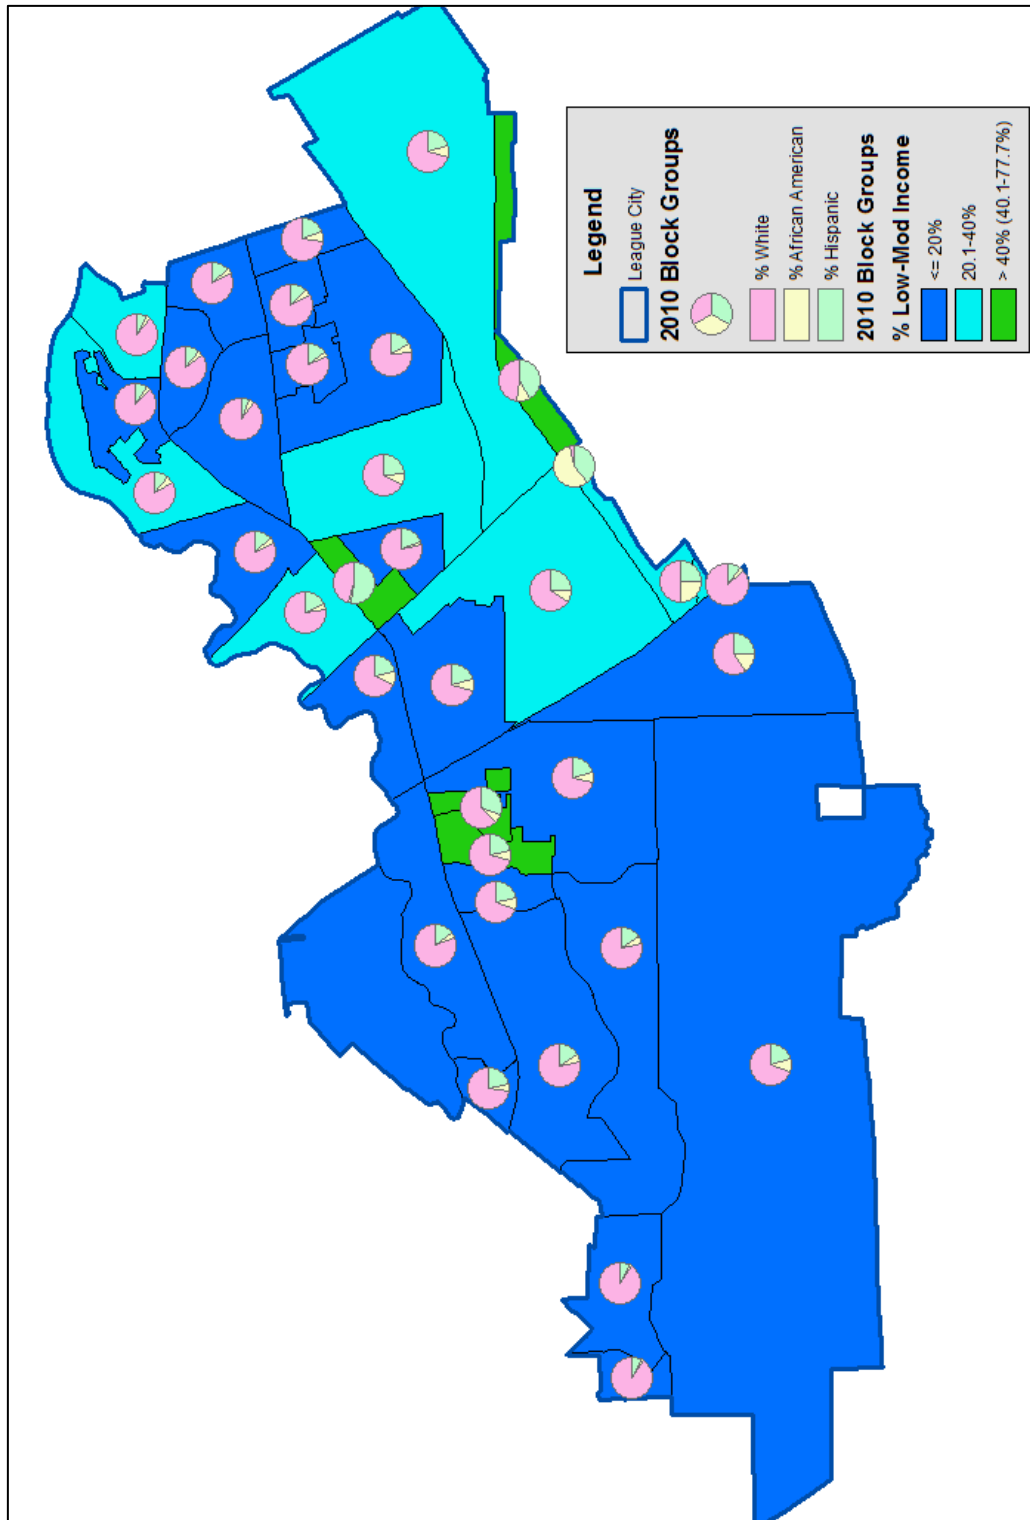 Legend
League City
2010 Block Groups
% White
% African American
% Hispanic
2010 Block Groups
% Low-Mod Income
<= 20%
20.1-40%
> 40% (40.1-77.7%)